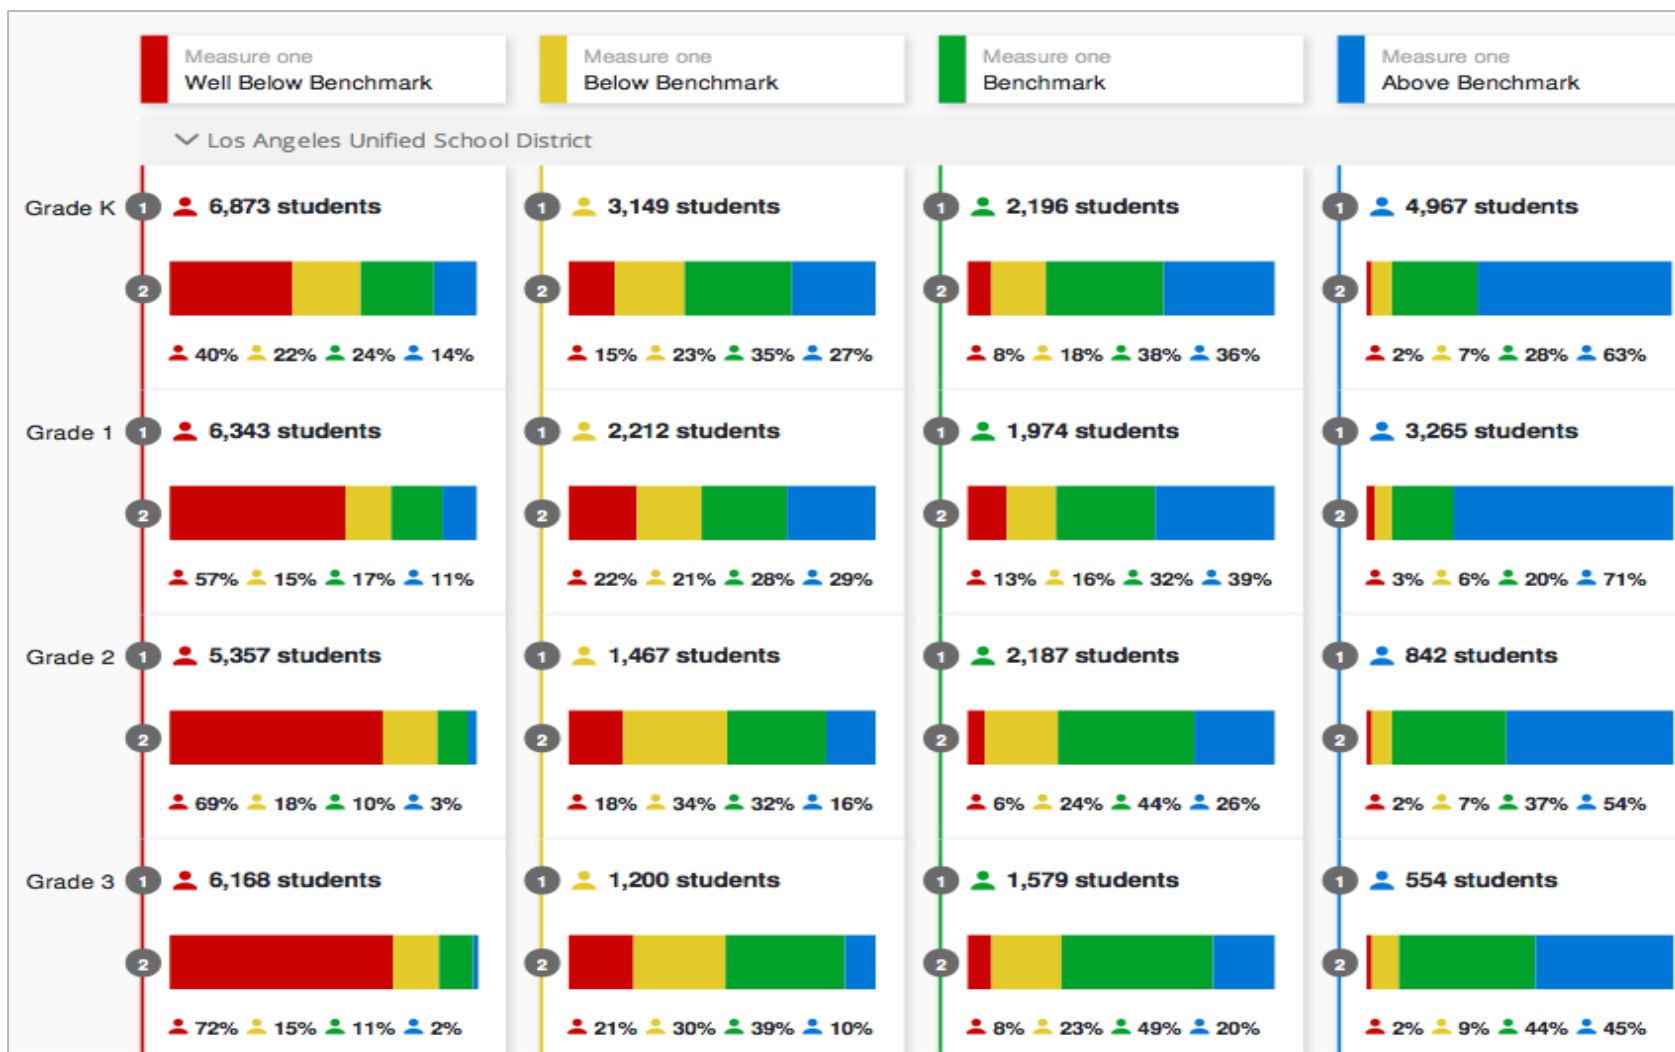 Measure one Measure one Measure one Measure one
Well Below Benchmark Below Benchmark Benchmark Above Benchmark
Los Angeles Unified School District
Grade K 1 6,873 students 1 3,149 students 1 2,196 students 1 4,967 students
2 2 2 2
40% 22% 24% 14% 15% 23% 35% 27% 8% 18% 38% 36% 2% 7% 28% 63%
Grade 1 1 6,343 students 1 2,212 students 1 1,974 students 1 3,265 students
2 2 2 2
57% 15% 17% 11% 22% 21% 28% 29% 13% 16% 32% 39% 3% 6% 20% 71%
Grade 2 1 5,357 students 1 1,467 students 1 2,187 students 1 842 students
2 2 2 2
69% 18% 10% 3% 18% 34% 32% 16% 6% 24% 44% 26% 2% 7% 37% 54%
Grade 3 1 6,168 students 1 1,200 students 1 1,579 students 1 554 students
2 2 2 2
72% 15% 11% 2% 21% 30% 39% 10% 8% 23% 49% 20% 2% 9% 44% 45%